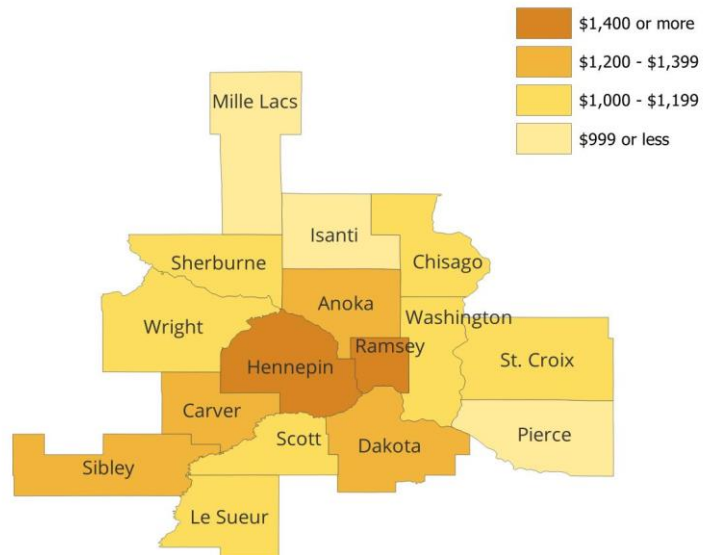 $1,400 or more
$1,200 - $1,399
$1,000 - $1,199
$999 or less
Mille Lacs
Isanti
Sherburne
Chisago
Anoka
Wright
Washington
Ramsey
Hennepin
St. Croix
Carver
Scott
Dakota
Pierce
Sibley
Le Sueur